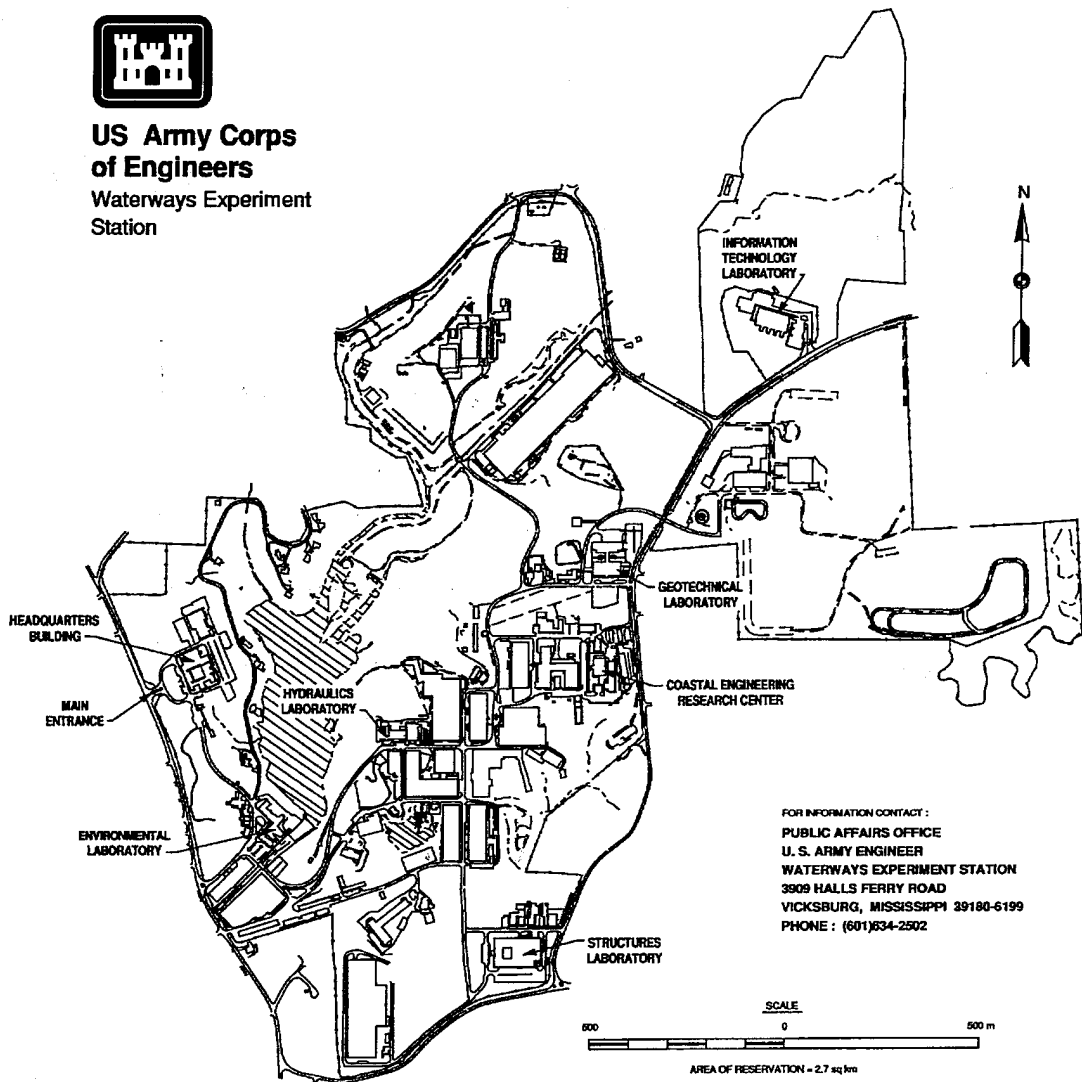 US Army Corps
of Engineers
Waterways Experiment
Station
N
INFORMATION
TECHNOLOGY
LABORATORY
GEOTECHNICAL
LABORATORY
HEADQUARTERS
BUILDING
MAIN
ENTRANCE
HYDRAULICS
LABORATORY
COASTAL ENGINEERING
RESEARCH CENTER
ENVIRONMENTAL
LABORATORY
STRUCTURES
LABORATORY
FOR INFORMATION CONTACT :
PUBLIC AFFAIRS OFFICE
U. S. ARMY ENGINEER
WATERWAYS EXPERIMENT STATION
3909 HALLS FERRY ROAD
VICKSBURG, MISSISSIPPI 39180-6199
PHONE : (601)634-2502
SCALE
500 0 500 m
AREA OF RESERVATION = 2.7 sq km